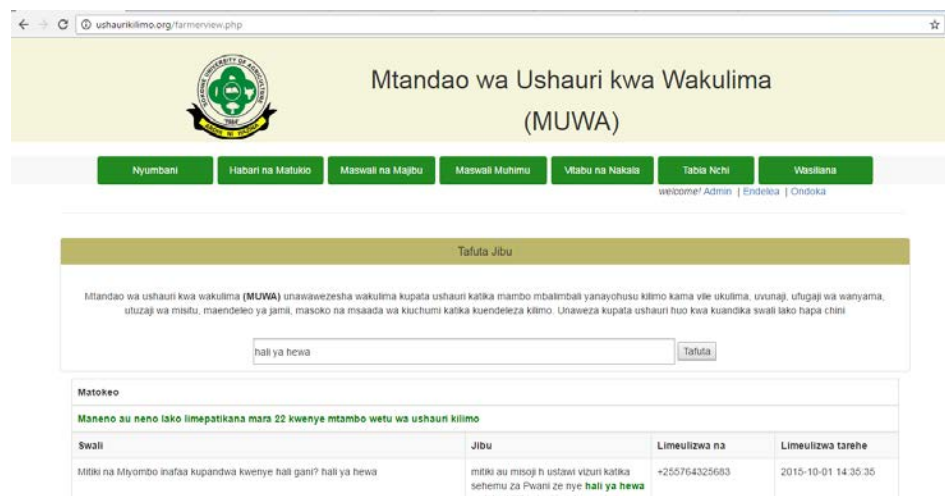 ushaurikilimo.org/farmerview.php
SOKOINE UNIVERSITY OF AGRICULTURE
Mtandao wa Ushauri kwa Wakulima
(MUWA)
Nyumbani Habari na Matukio Maswali na Majibu Maswali Muhimu Vitabu na Nakala Tabia Nchi Wasiliana
welcome! Admin | Endelea | Ondoka
Tafuta Jibu
Mtandao wa ushauri kwa wakulima (MUWA) unawawezesha wakulima kupata ushauri katika mambo mbalimbali yanayohusu kilimo kama vile ukulima, uvunaji, ufugaji wa wanyama,
utuzaji wa misitu, maendeleo ya jamii, masoko na msaada wa kiuchumi katika kuendeleza kilimo. Unaweza kupata ushauri huo kwa kuandika swali lako hapa chini
hali ya hewa Tafuta
Matokeo
Maneno au neno lako limepatikana mara 22 kwenye mtambo wetu wa ushauri kilimo
Swali Jibu Limeulizwa na Limeulizwa tarehe
Mitiki na Miyombo inafaa kupandwa kwenye hali gani? hali ya hewa mitiki au misoji h ustawi vizuri katika +255764325683 2015-10-01 14:35:35
sehemu za Pwani ze nye hali ya hewa